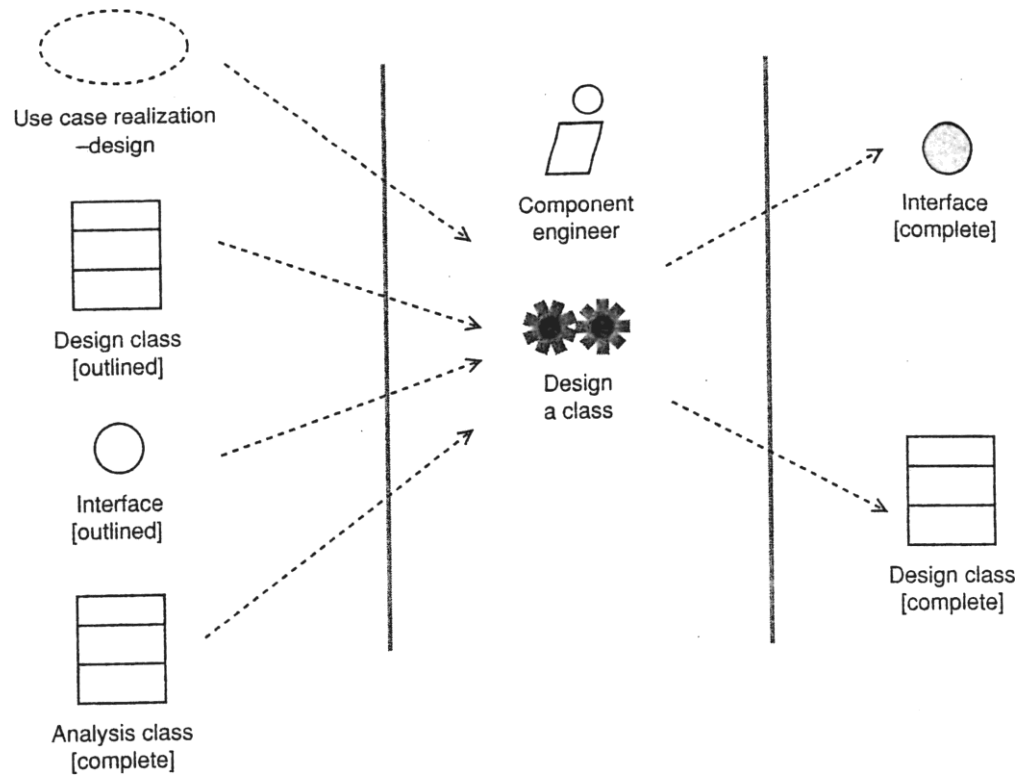 Use case realization
–design
Design class
[outlined]
Interface
[outlined]
Analysis class
[complete]
Component
engineer
Design
a class
Interface
[complete]
Design class
[complete]